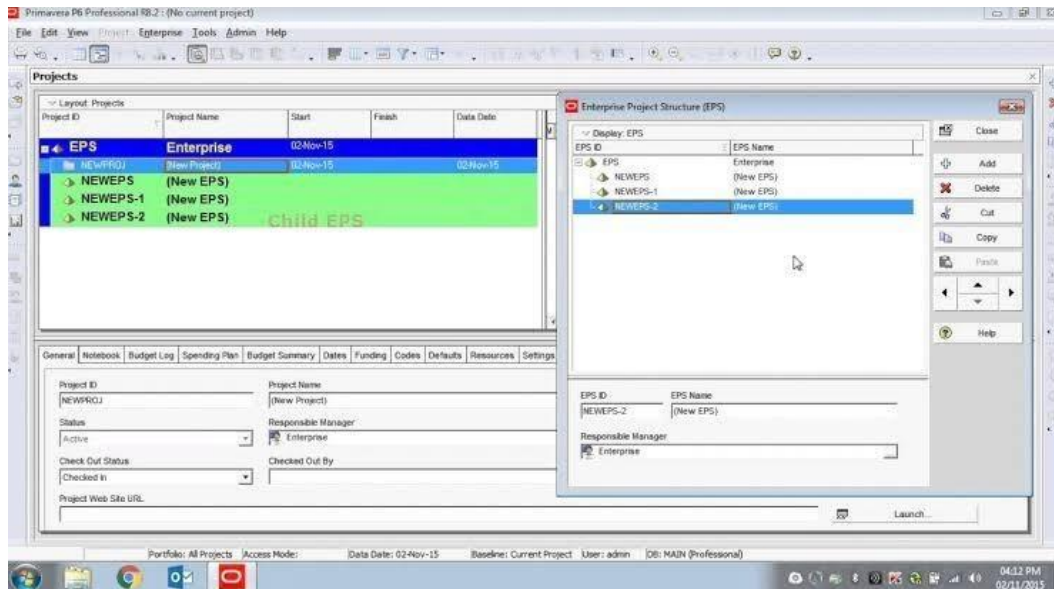 Primavera P6 Professional R8.2 : (No current project)
File Edit View Project Enterprise Tools Admin Help
Projects
Layout: Projects
Project ID Project Name Start Finish Data Date
EPS Enterprise 02-Nov-15
NEWPROJ (New Project) 02-Nov-15 02-Nov-15
NEWEPS (New EPS)
NEWEPS-1 (New EPS)
NEWEPS-2 (New EPS)
Child EPS
General Notebook Budget Log Spending Plan Budget Summary Dates Funding Codes Defaults Resources Settings
Project ID Project Name
NEWPROJ (New Project)
Status Responsible Manager
Active Enterprise
Check Out Status Checked Out By
Checked In
Project Web Site URL
Launch...
Enterprise Project Structure (EPS)
Display: EPS
EPS ID EPS Name
EPS Enterprise
NEWEPS (New EPS)
NEWEPS-1 (New EPS)
NEWEPS-2 (New EPS)
Close
Add
Delete
Cut
Copy
Paste
Help
EPS ID EPS Name
NEWEPS-2 (New EPS)
Responsible Manager
Enterprise
Portfolio: All Projects Access Mode: Data Date: 02-Nov-15 Baseline: Current Project User: admin DB: MAIN (Professional)
04:12 PM
02/11/2015